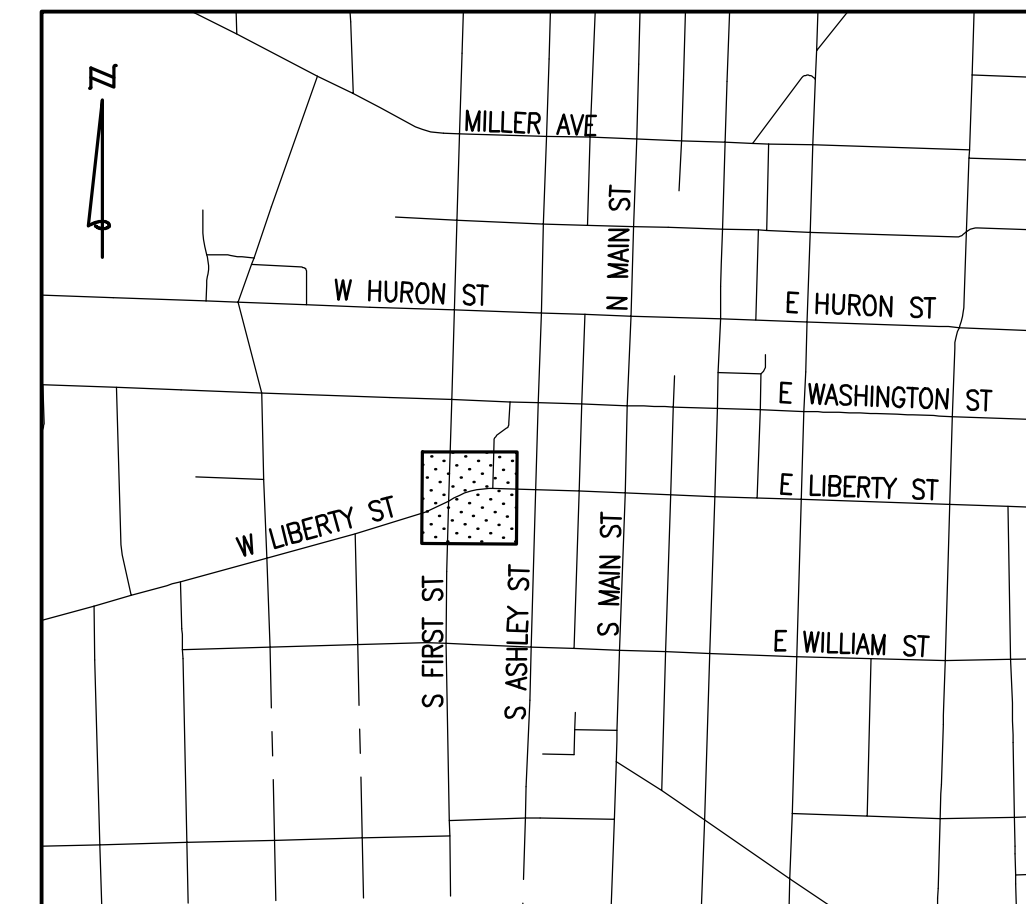 N
MILLER AVE
N MAIN ST
W HURON ST
E HURON ST
E WASHINGTON ST
E LIBERTY ST
W LIBERTY ST
S MAIN ST
S FIRST ST
S ASHLEY ST
E WILLIAM ST